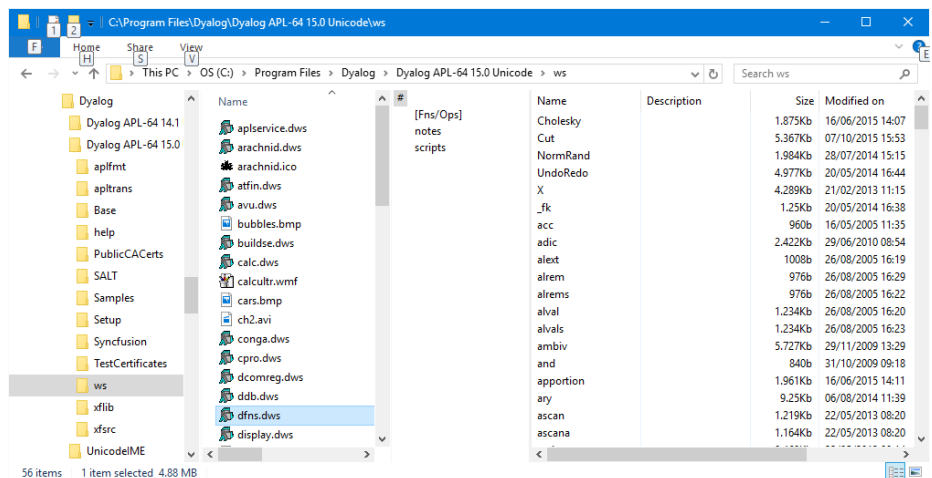 C:\Program Files\Dyalog\Dyalog APL-64 15.0 Unicode\ws
1 2
F Home Share View
H S V E
This PC > OS (C:) > Program Files > Dyalog > Dyalog APL-64 15.0 Unicode > ws
Search ws
Dyalog
Dyalog APL-64 14.1
Dyalog APL-64 15.0
aplfmt
apltrans
Base
help
PublicCACerts
SALT
Samples
Setup
Syncfusion
TestCertificates
ws
xflib
xfsrc
UnicodeIME
Name
aplservice.dws
arachnid.dws
arachnid.ico
atfin.dws
avu.dws
bubbles.bmp
buildse.dws
calc.dws
calcultr.wmf
cars.bmp
ch2.avi
conga.dws
cpro.dws
dcomreg.dws
ddb.dws
dfns.dws
display.dws
#
[Fns/Ops]
notes
scripts
Name Description Size Modified on
Cholesky 1.875Kb 16/06/2015 14:07
Cut 5.367Kb 07/10/2015 15:53
NormRand 1.984Kb 28/07/2014 15:15
UndoRedo 4.977Kb 20/05/2014 16:44
X 4.289Kb 21/02/2013 11:15
_fk 1.25Kb 20/05/2014 16:38
acc 960b 16/05/2005 11:35
adic 2.422Kb 29/06/2010 08:54
alext 1008b 26/08/2005 16:19
alrem 976b 26/08/2005 16:29
alrems 976b 26/08/2005 16:22
alval 1.234Kb 26/08/2005 16:20
alvals 1.234Kb 26/08/2005 16:23
ambiv 5.727Kb 29/11/2009 13:29
and 840b 31/10/2009 09:18
apportion 1.961Kb 16/06/2015 14:11
ary 9.25Kb 06/08/2014 11:39
ascan 1.219Kb 22/05/2013 08:20
ascana 1.164Kb 22/05/2013 08:20
56 items 1 item selected 4.88 MB